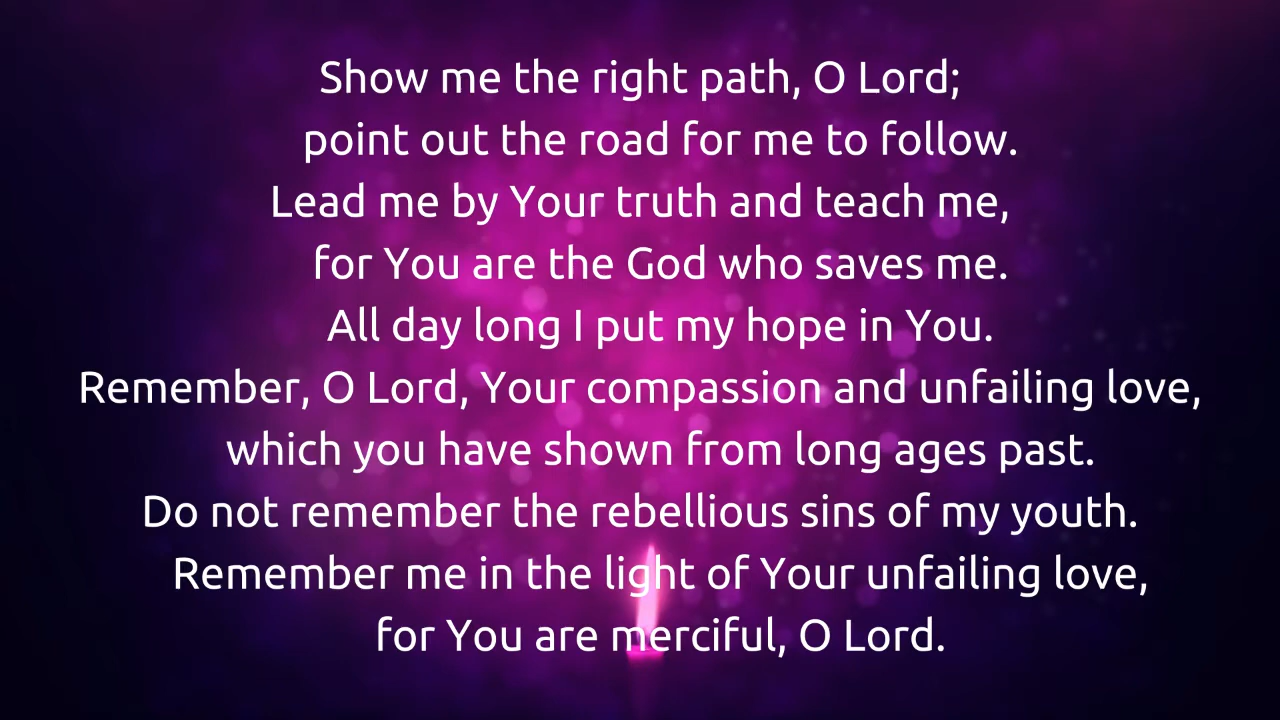 Show me the right path, O Lord;
point out the road for me to follow.
Lead me by Your truth and teach me,
for You are the God who saves me.
All day long I put my hope in You.
Remember, O Lord, Your compassion and unfailing love,
which you have shown from long ages past.
Do not remember the rebellious sins of my youth.
Remember me in the light of Your unfailing love,
for You are merciful, O Lord.